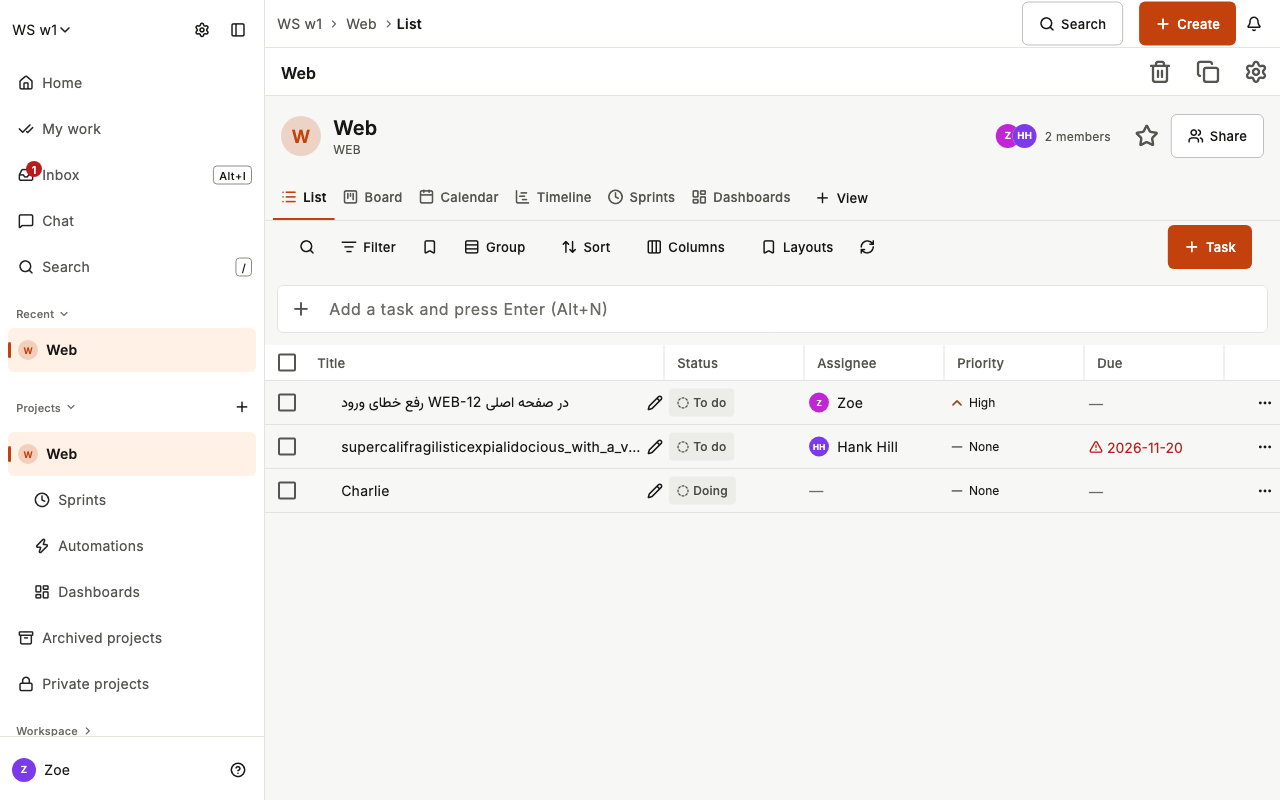 WS w1
Home
My work
1
Inbox
Alt+I
Chat
Search
/
Recent
W
Web
Projects
W
Web
Sprints
Automations
Dashboards
Archived projects
Private projects
Workspace
Z
Zoe
WS w1
Web
List
Search
Create
Web
W
Web
WEB
Z
HH
2 members
Share
List
Board
Calendar
Timeline
Sprints
Dashboards
View
Filter
Group
Sort
Columns
Layouts
Task
Add a task and press Enter (Alt+N)
Title
Status
Assignee
Priority
Due
رفع خطای ورود WEB-12 در صفحه اصلی
To do
Z
Zoe
High
—
supercalifragilisticexpialidocious_with_a_v...
To do
HH
Hank Hill
None
2026-11-20
Charlie
Doing
—
None
—